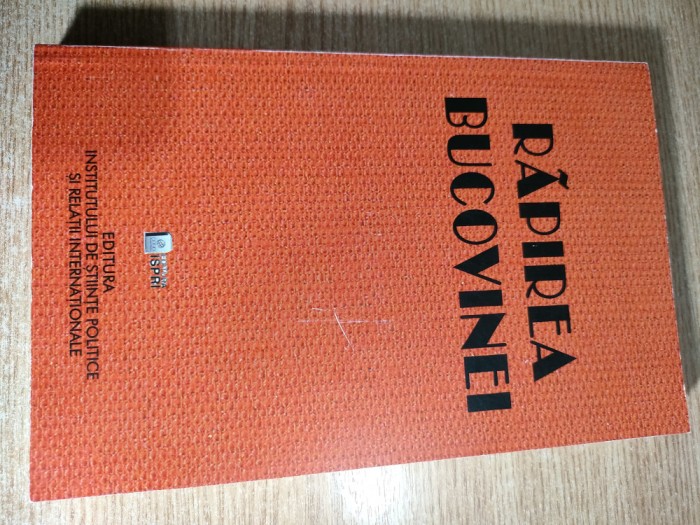 RĂPIREA
BUCOVINEI
ISPRI
EDITURA
INSTITUTULUI DE ȘTIINȚE POLITICE
ȘI RELAȚII INTERNAȚIONALE